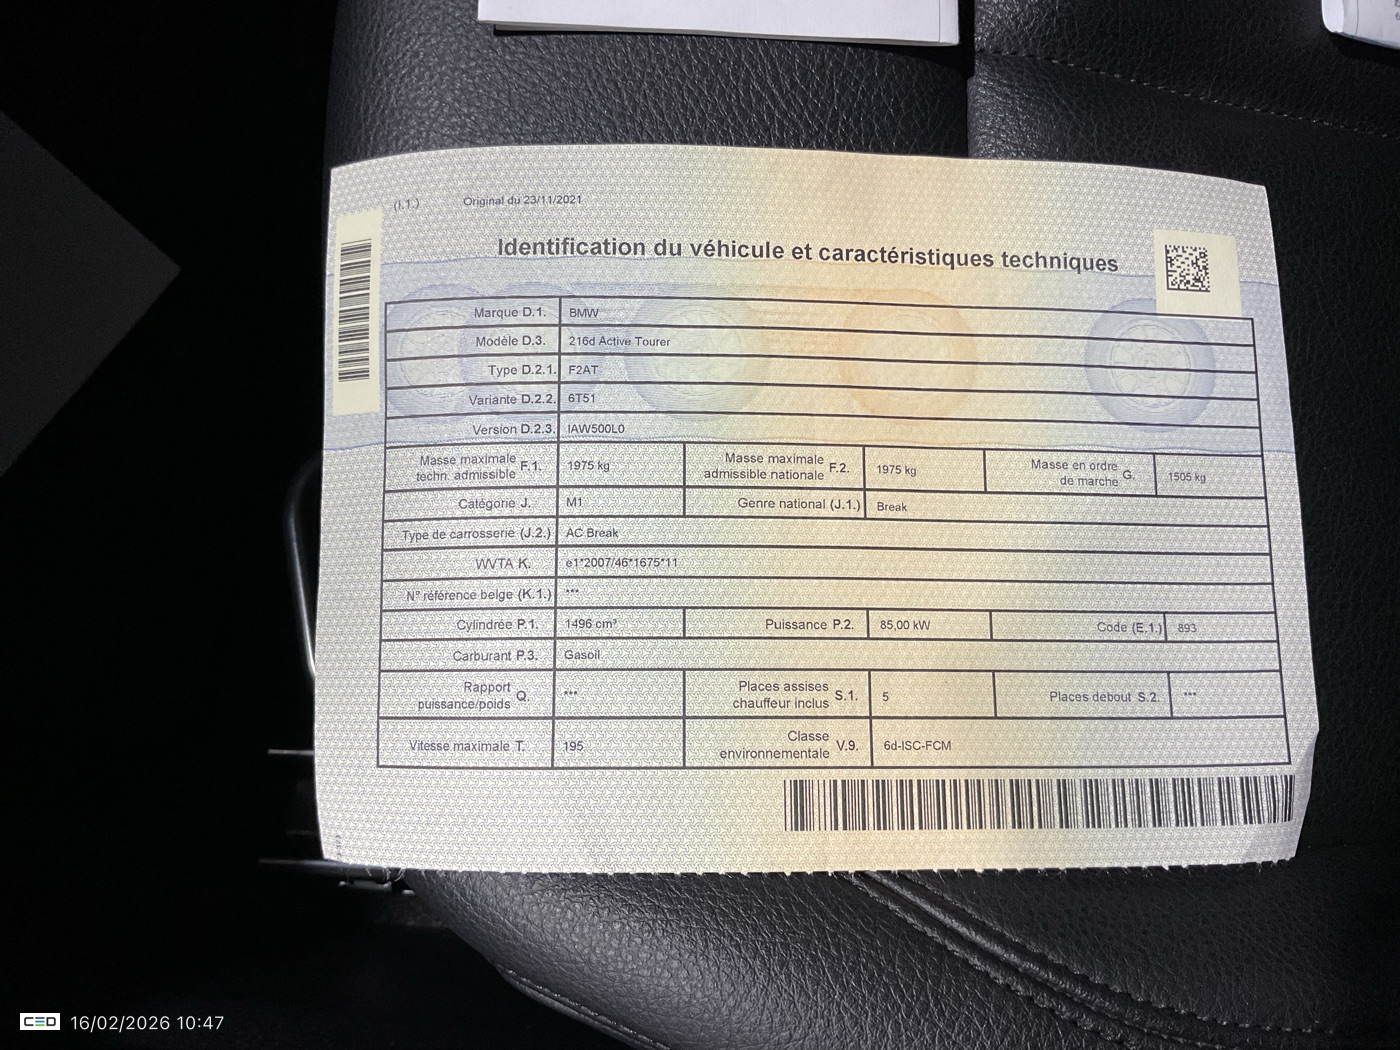 (I.1.) Original du 23/11/2021
Identification du véhicule et caractéristiques techniques
Marque D.1. BMW
Modèle D.3. 216d Active Tourer
Type D.2.1. F2AT
Variante D.2.2. 6T51
Version D.2.3. IAW500L0
Masse maximale techn. admissible F.1. 1975 kg Masse maximale admissible nationale F.2. 1975 kg Masse en ordre de marche G. 1505 kg
Catégorie J. M1 Genre national (J.1.) Break
Type de carrosserie (J.2.) AC Break
WVTA K. e1*2007/46*1675*11
N° référence belge (K.1.) ***
Cylindrée P.1. 1496 cm³ Puissance P.2. 85,00 kW Code (E.1.) 893
Carburant P.3. Gasoil
Rapport puissance/poids Q. *** Places assises chauffeur inclus S.1. 5 Places debout S.2. ***
Vitesse maximale T. 195 Classe environnementale V.9. 6d-ISC-FCM
CED 16/02/2026 10:47